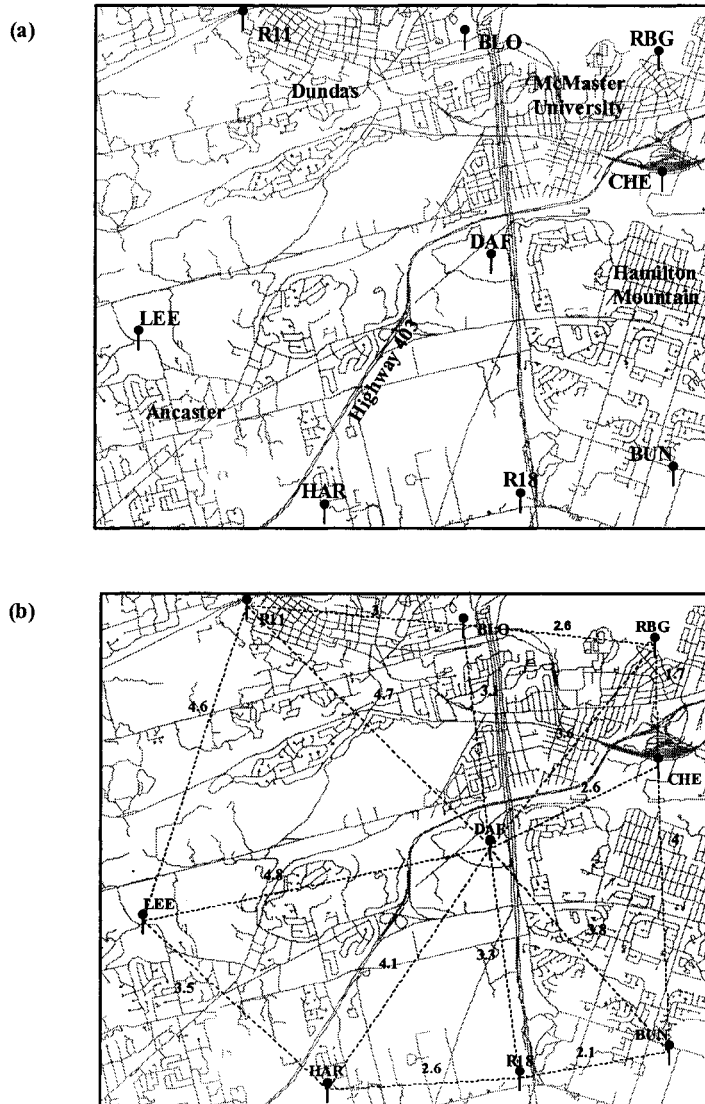 (a)
R11
BLO
RBG
Dundas
McMaster
University
CHE
DAF
Hamilton
Mountain
LEE
Highway 403
Ancaster
BUN
HAR
R18
(b)
R11
3
BLO
2.6
RBG
1.7
4.6
4.7
3.1
3.6
CHE
2.6
DAF
4
4.8
LEE
3.8
4.1
3.3
3.5
BUN
HAR
2.6
R18
2.1